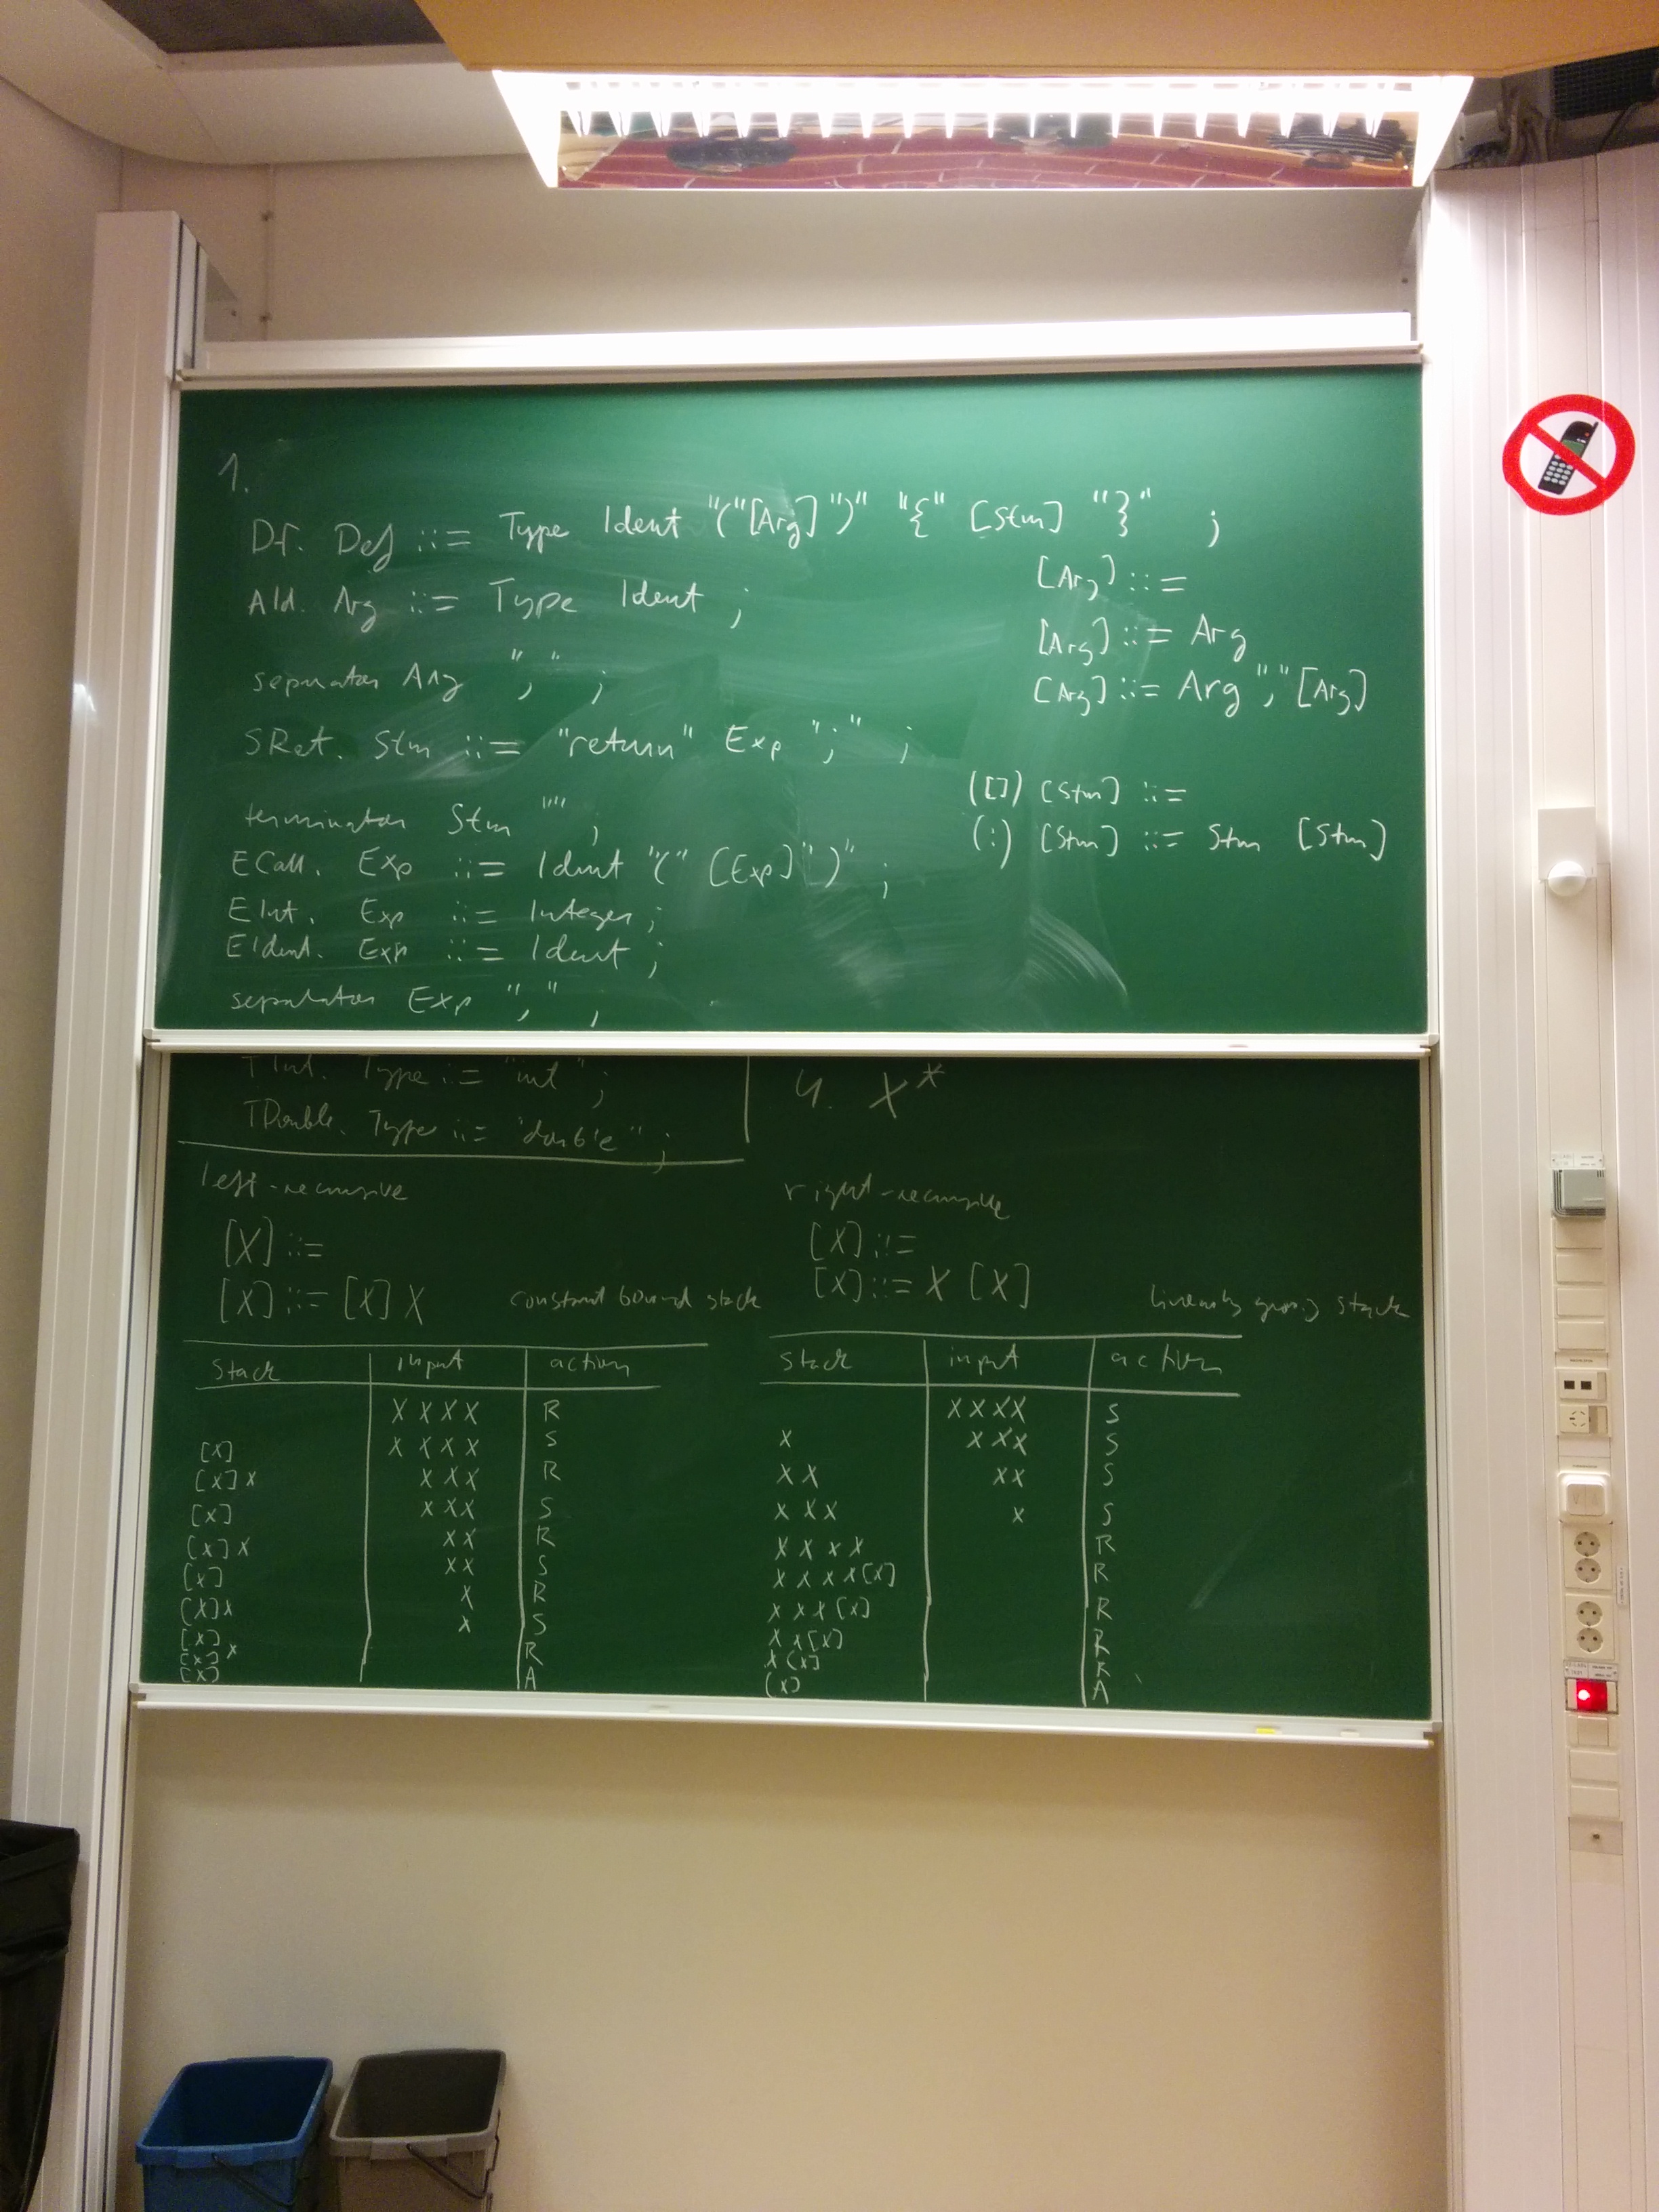 1.
Df. Def ::= Type Ident "(" [Arg] ")" "{" [Stm] "}" ;
Ald. Arg ::= Type Ident ;
separator Arg "," ;
SRet. Stm ::= "return" Exp ";" ;
terminator Stm "" ;
ECall. Exp ::= Ident "(" [Exp] ")" ;
EInt. Exp ::= Integer ;
EIdent. Exp ::= Ident ;
separator Exp "," ;
[Arg] ::=
[Arg] ::= Arg
[Arg] ::= Arg "," [Arg]
([]) [Stm] ::=
(:) [Stm] ::= Stm [Stm]
TInt. Type ::= "int" ;
TDouble. Type ::= "double" ;
4. X*
left-recursive
[X] ::=
[X] ::= [X] X constant bound stack
stack input action
X X X X R
[X] X X X X S
[X] X X X X R
[X] X X X S
[X] X X X R
[X] X X S
[X] X X R
[X] X S
[X] X R
[X] A
right-recursive
[X] ::=
[X] ::= X [X] linearly stack
stack input action
X X X X S
X X X X S
X X X X S
X X X X S
X X X X R
X X X X [X] R
X X X [X] R
X X [X] R
X [X] R
[X] A